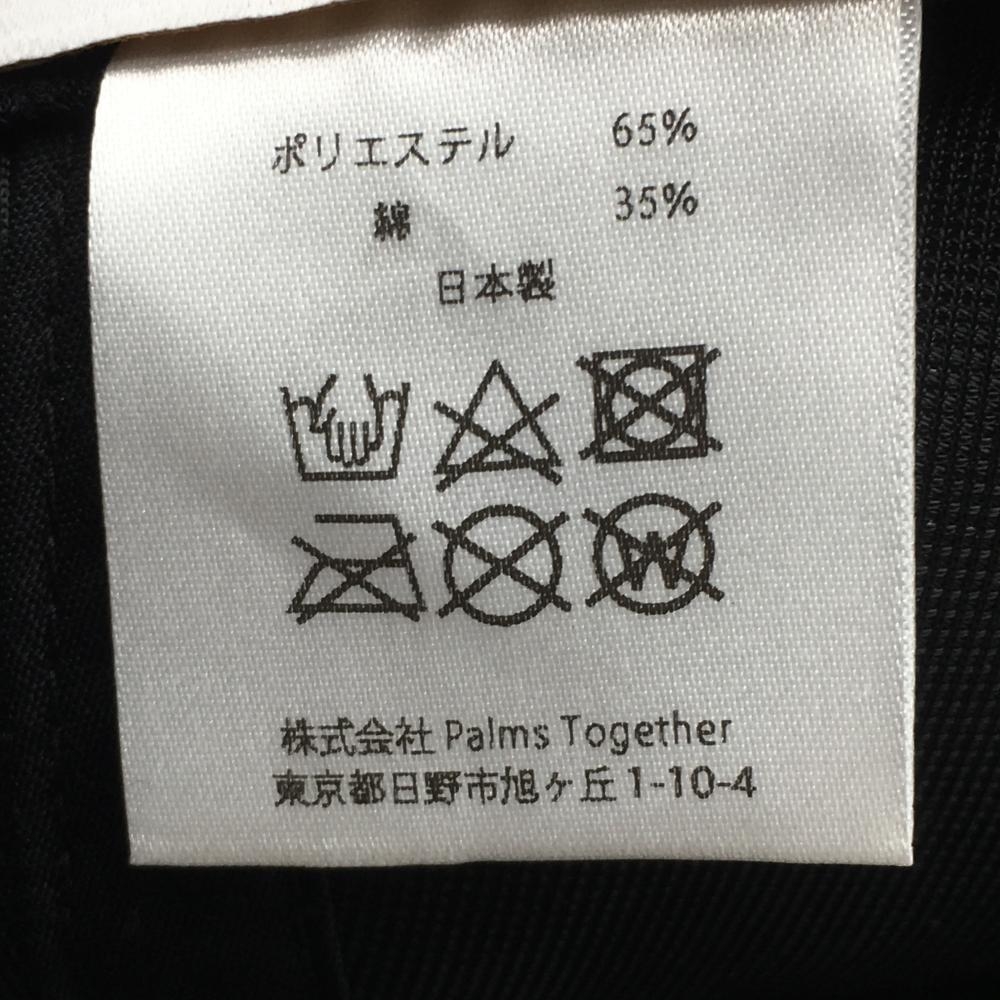 ポリエステル 65%
綿 35%
日本製
W
株式会社 Palms Together
東京都日野市旭ヶ丘 1-10-4